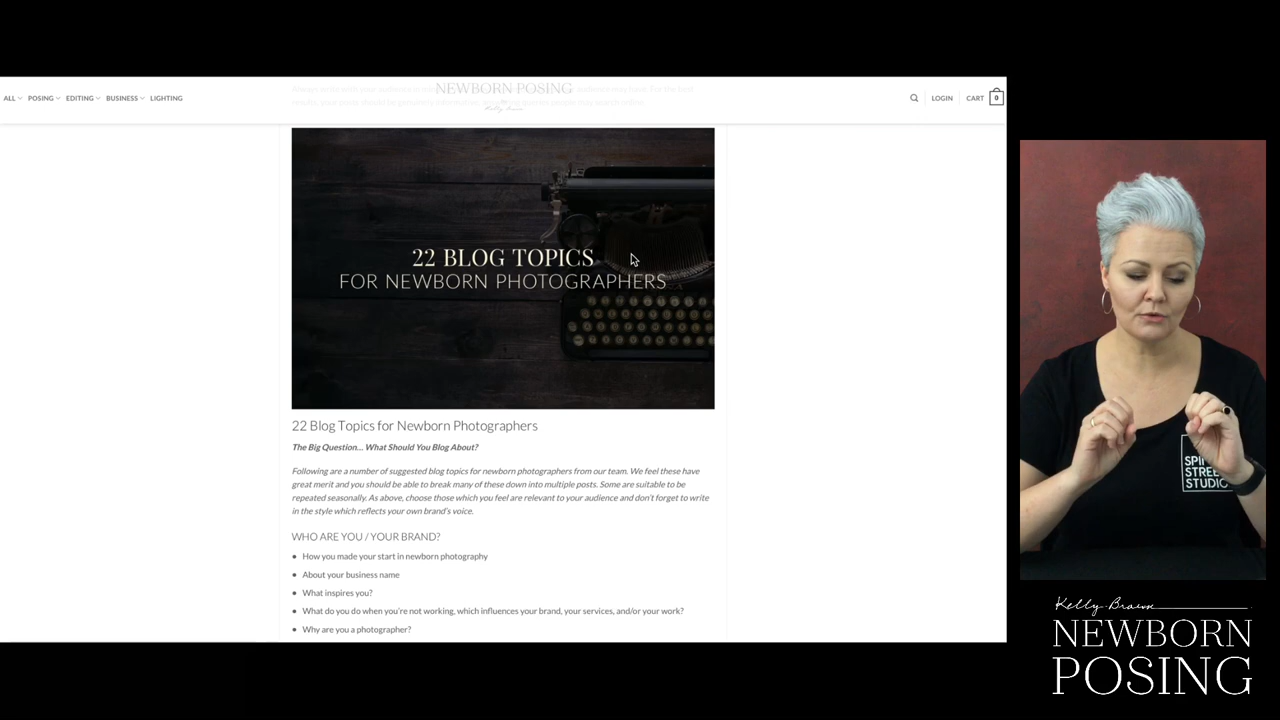 NEWBORN POSING
Kelly Brown
ALL POSING EDITING BUSINESS LIGHTING
LOGIN CART 0
22 BLOG TOPICS
FOR NEWBORN PHOTOGRAPHERS
22 Blog Topics for Newborn Photographers
The Big Question... What Should You Blog About?
Following are a number of suggested blog topics for newborn photographers from our team. We feel these have
great merit and you should be able to break many of these down into multiple posts. Some are suitable to be
repeated seasonally. As above, choose those which you feel are relevant to your audience and don't forget to write
in the style which reflects your own brand's voice.
WHO ARE YOU / YOUR BRAND?
How you made your start in newborn photography
About your business name
What inspires you?
What do you do when you're not working, which influences your brand, your services, and/or your work?
Why are you a photographer?
STUDIO
Kelly Brown
NEWBORN
POSING